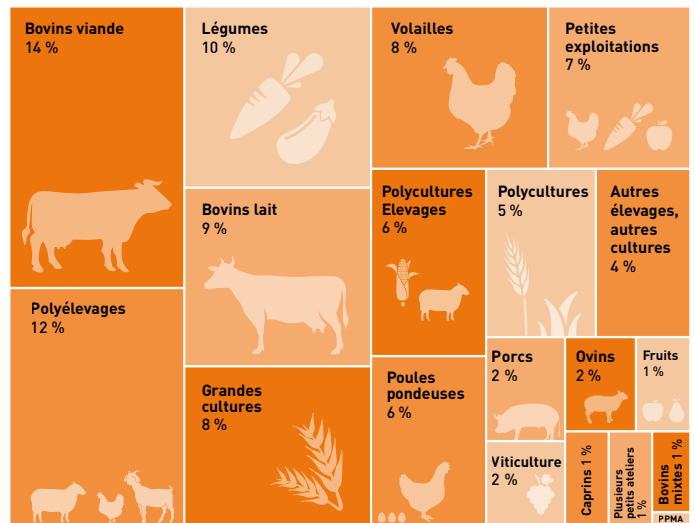 Bovins viande
14 %
Légumes
10 %
Volailles
8 %
Petites
exploitations
7 %
Bovins lait
9 %
Polycultures
Elevages
6 %
Polycultures
5 %
Autres
élevages,
autres
cultures
4 %
Polyélevages
12 %
Grandes
cultures
8 %
Poules
pondeuses
6 %
Porcs
2 %
Ovins
2 %
Fruits
1 %
Viticulture
2 %
Caprins 1 %
Plusieurs
petits ateliers
1 %
Bovins
mixtes 1 %
PPMA